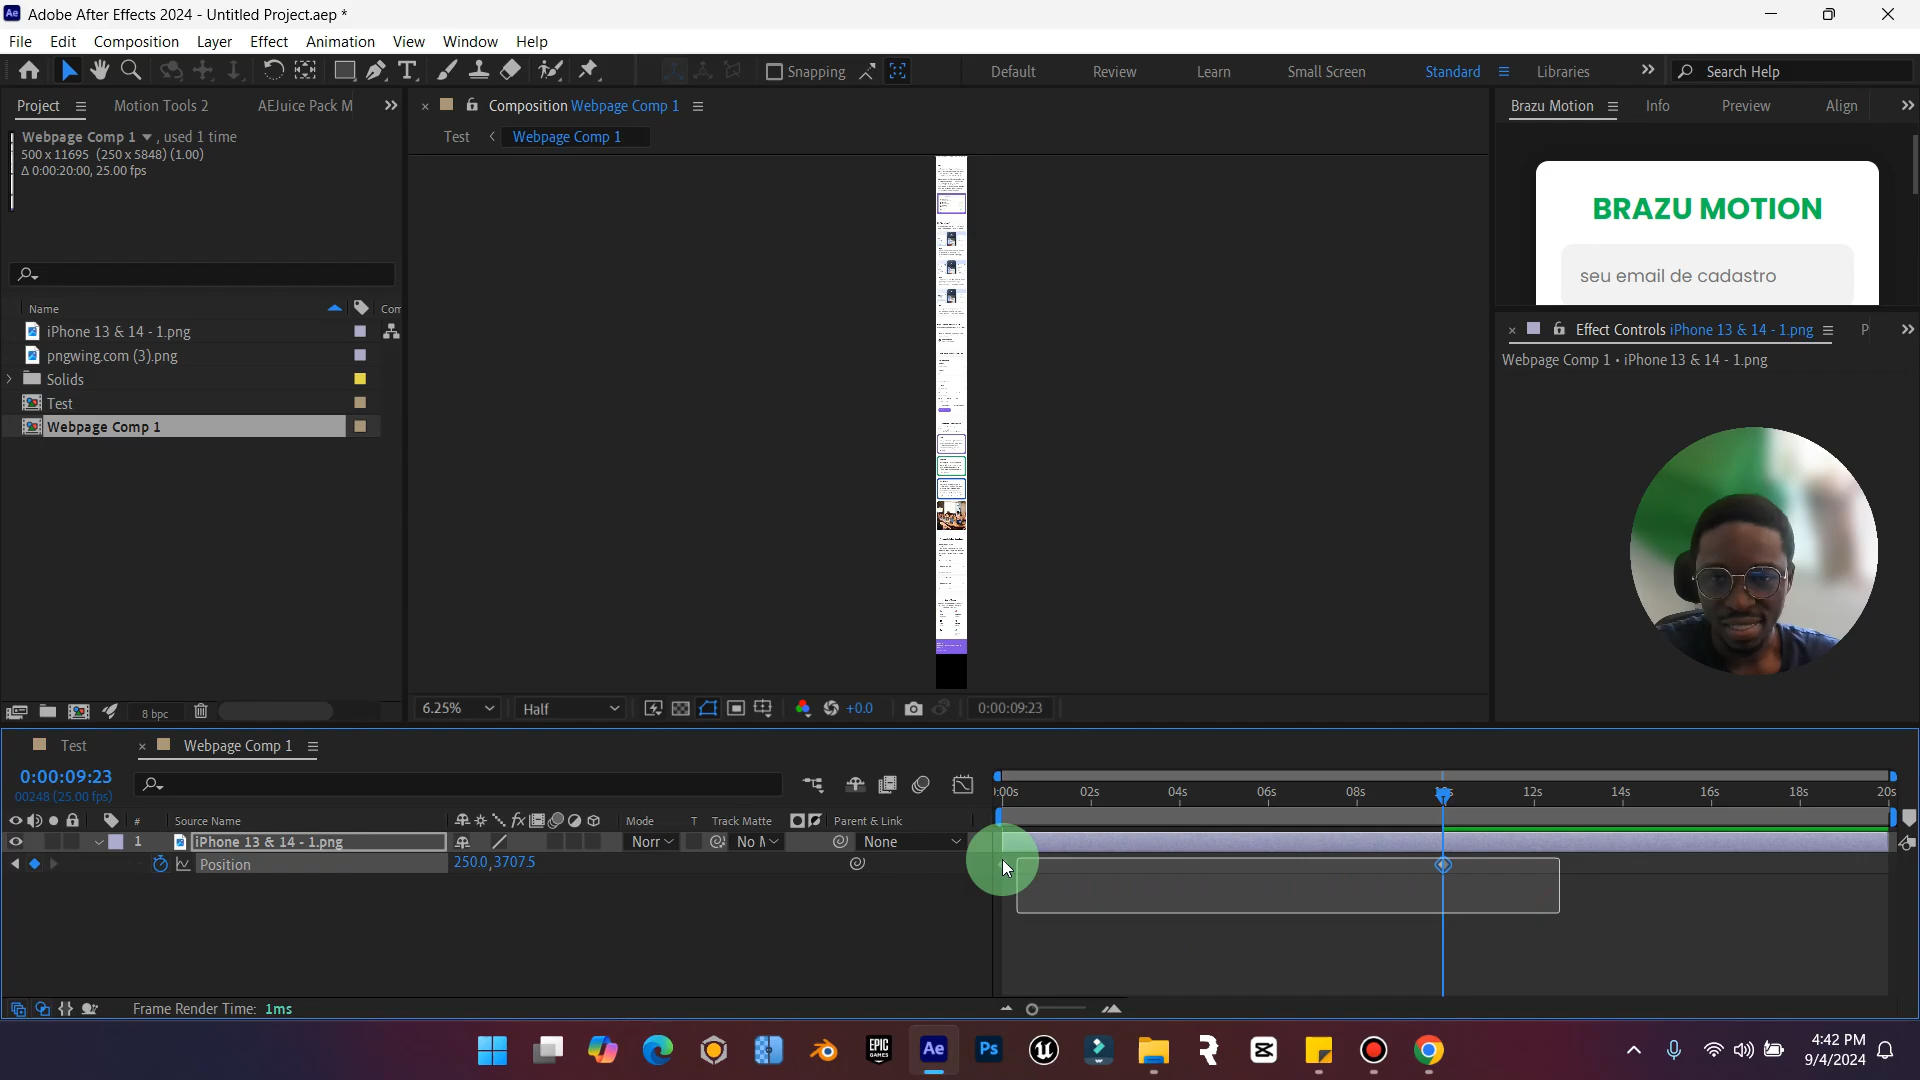 Adobe After Effects 2024 - Untitled Project.aep *
File Edit Composition Layer Effect Animation View Window Help
Snapping Default Review Learn Small Screen Standard Libraries Search Help
Project Motion Tools 2 AEJuice Pack M
Composition Webpage Comp 1
Brazu Motion Info Preview Align
Webpage Comp 1 , used 1 time
500 x 11695 (250 x 5848) (1.00)
Δ 0:00:20:00, 25.00 fps
Test Webpage Comp 1
BRAZU MOTION
seu email de cadastro
Name Com
iPhone 13 & 14 - 1.png
pngwing.com (3).png
Solids
Test
Webpage Comp 1
Effect Controls iPhone 13 & 14 - 1.png P
Webpage Comp 1 • iPhone 13 & 14 - 1.png
8 bpc
6.25% Half +0.0 0:00:09:23
Test Webpage Comp 1
0:00:09:23
00248 (25.00 fps)
):00s 02s 04s 06s 08s 12s 14s 16s 18s 20s
# Source Name Mode T Track Matte Parent & Link
1 iPhone 13 & 14 - 1.png Norr No M None
Position 250.0, 3707.5
Frame Render Time: 1ms
Ae Ps EPIC GAMES
4:42 PM
9/4/2024